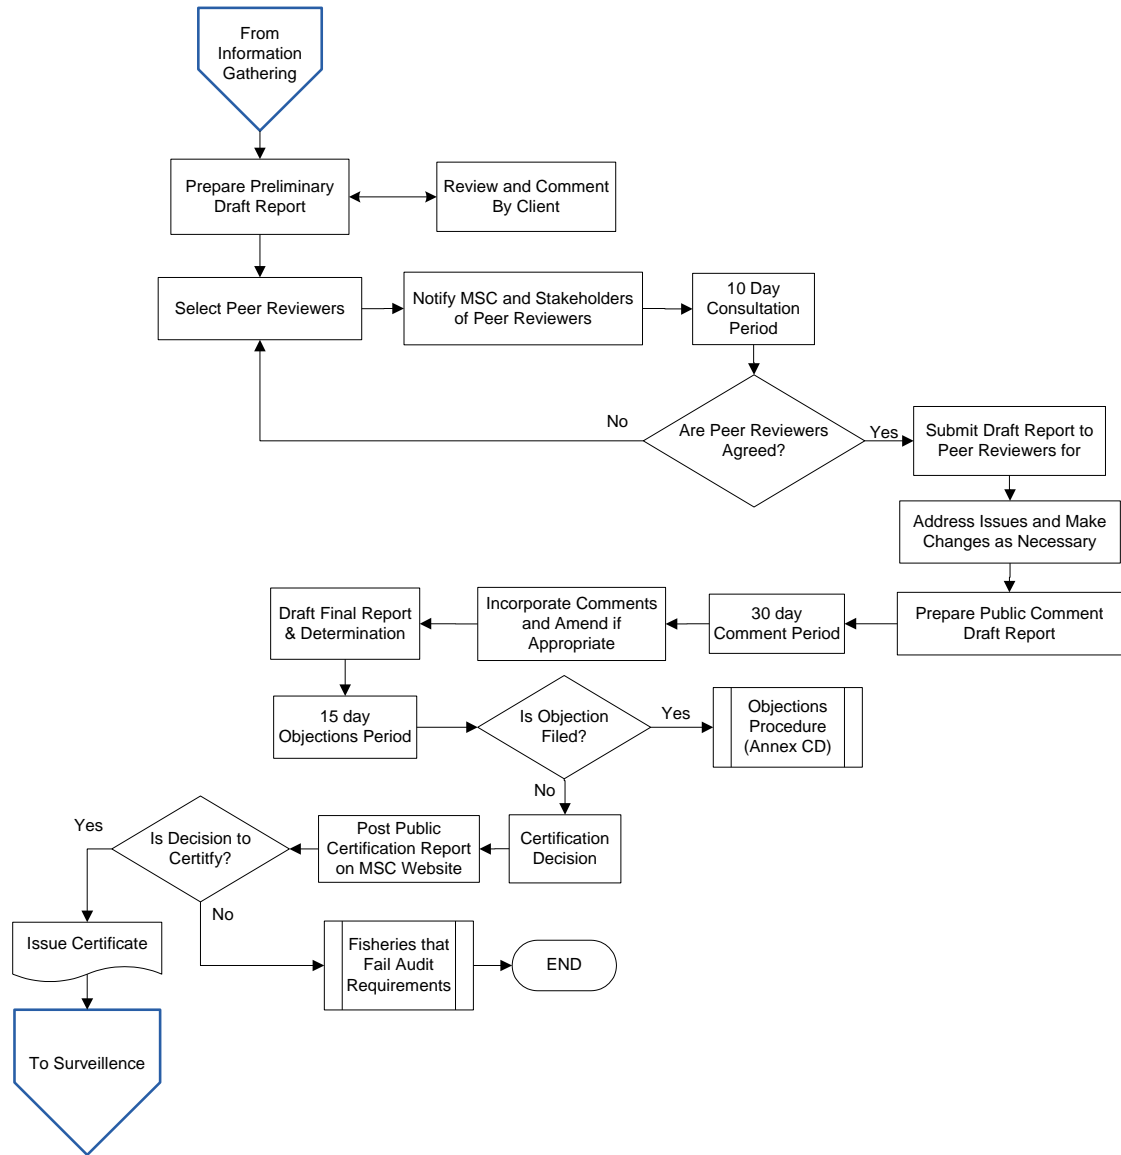 From
Information
Gathering
Prepare Preliminary
Draft Report
Review and Comment
By Client
Select Peer Reviewers
Notify MSC and Stakeholders
of Peer Reviewers
10 Day
Consultation
Period
No
Are Peer Reviewers
Agreed?
Yes
Submit Draft Report to
Peer Reviewers for
Address Issues and Make
Changes as Necessary
Prepare Public Comment
Draft Report
30 day
Comment Period
Incorporate Comments
and Amend if
Appropriate
Draft Final Report
& Determination
15 day
Objections Period
Is Objection
Filed?
Yes
Objections
Procedure
(Annex CD)
No
Certification
Decision
Post Public
Certification Report
on MSC Website
Is Decision to
Certitfy?
Yes
No
Issue Certificate
Fisheries that
Fail Audit
Requirements
END
To Surveillence